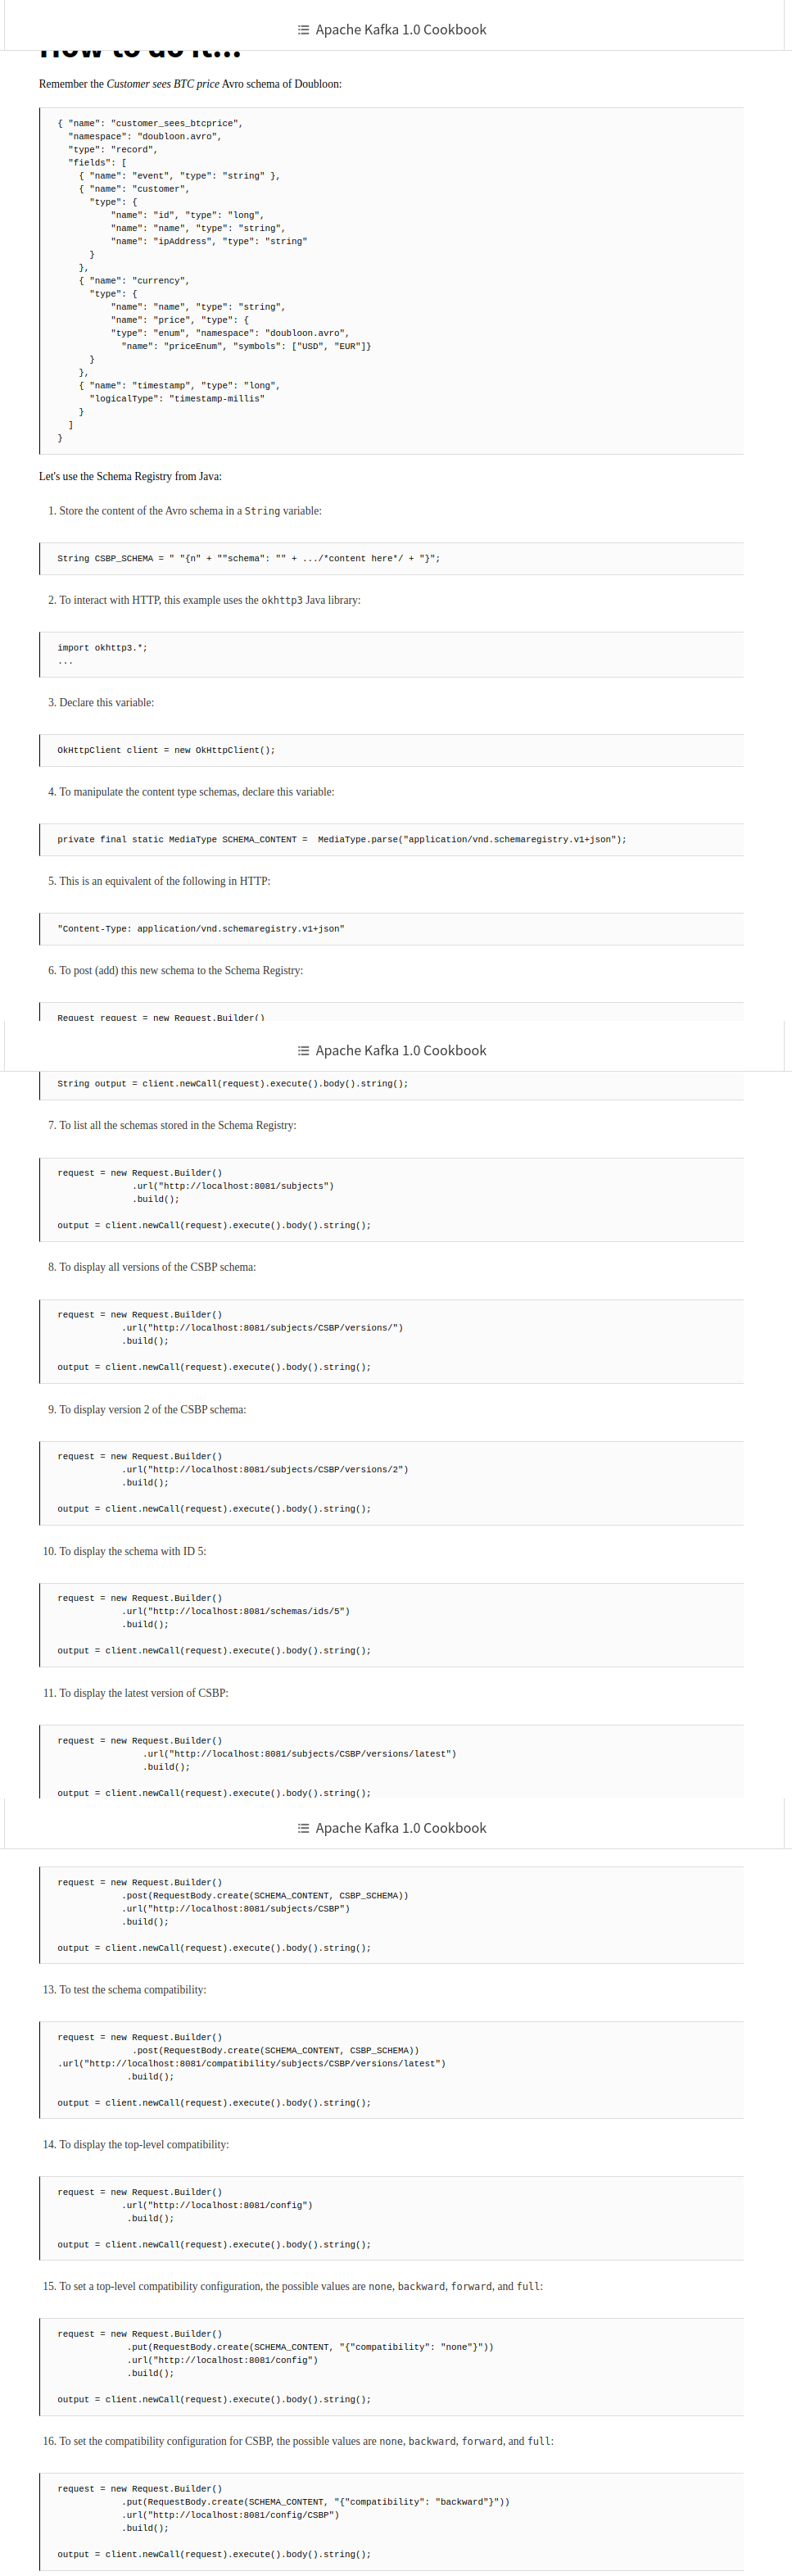 Apache Kafka 1.0 Cookbook
How to do it...
Remember the Customer sees BTC price Avro schema of Doubloon:
{ "name": "customer_sees_btcprice",
  "namespace": "doubloon.avro",
  "type": "record",
  "fields": [
    { "name": "event", "type": "string" },
    { "name": "customer",
      "type": {
          "name": "id", "type": "long",
          "name": "name", "type": "string",
          "name": "ipAddress", "type": "string"
      }
    },
    { "name": "currency",
      "type": {
          "name": "name", "type": "string",
          "name": "price", "type": {
          "type": "enum", "namespace": "doubloon.avro",
            "name": "priceEnum", "symbols": ["USD", "EUR"]}
      }
    },
    { "name": "timestamp", "type": "long",
      "logicalType": "timestamp-millis"
    }
  ]
}
Let's use the Schema Registry from Java:
1. Store the content of the Avro schema in a String variable:
String CSBP_SCHEMA = " "{n" + ""schema": "" + .../*content here*/ + "}";
2. To interact with HTTP, this example uses the okhttp3 Java library:
import okhttp3.*;
...
3. Declare this variable:
OkHttpClient client = new OkHttpClient();
4. To manipulate the content type schemas, declare this variable:
private final static MediaType SCHEMA_CONTENT =  MediaType.parse("application/vnd.schemaregistry.v1+json");
5. This is an equivalent of the following in HTTP:
"Content-Type: application/vnd.schemaregistry.v1+json"
6. To post (add) this new schema to the Schema Registry:
Request request = new Request.Builder()
Apache Kafka 1.0 Cookbook
String output = client.newCall(request).execute().body().string();
7. To list all the schemas stored in the Schema Registry:
request = new Request.Builder()
              .url("http://localhost:8081/subjects")
              .build();
output = client.newCall(request).execute().body().string();
8. To display all versions of the CSBP schema:
request = new Request.Builder()
            .url("http://localhost:8081/subjects/CSBP/versions/")
            .build();
output = client.newCall(request).execute().body().string();
9. To display version 2 of the CSBP schema:
request = new Request.Builder()
            .url("http://localhost:8081/subjects/CSBP/versions/2")
            .build();
output = client.newCall(request).execute().body().string();
10. To display the schema with ID 5:
request = new Request.Builder()
            .url("http://localhost:8081/schemas/ids/5")
            .build();
output = client.newCall(request).execute().body().string();
11. To display the latest version of CSBP:
request = new Request.Builder()
                .url("http://localhost:8081/subjects/CSBP/versions/latest")
                .build();
output = client.newCall(request).execute().body().string();
Apache Kafka 1.0 Cookbook
request = new Request.Builder()
            .post(RequestBody.create(SCHEMA_CONTENT, CSBP_SCHEMA))
            .url("http://localhost:8081/subjects/CSBP")
            .build();
output = client.newCall(request).execute().body().string();
13. To test the schema compatibility:
request = new Request.Builder()
              .post(RequestBody.create(SCHEMA_CONTENT, CSBP_SCHEMA))
.url("http://localhost:8081/compatibility/subjects/CSBP/versions/latest")
             .build();
output = client.newCall(request).execute().body().string();
14. To display the top-level compatibility:
request = new Request.Builder()
            .url("http://localhost:8081/config")
             .build();
output = client.newCall(request).execute().body().string();
15. To set a top-level compatibility configuration, the possible values are none, backward, forward, and full:
request = new Request.Builder()
             .put(RequestBody.create(SCHEMA_CONTENT, "{"compatibility": "none"}"))
             .url("http://localhost:8081/config")
             .build();
output = client.newCall(request).execute().body().string();
16. To set the compatibility configuration for CSBP, the possible values are none, backward, forward, and full:
request = new Request.Builder()
            .put(RequestBody.create(SCHEMA_CONTENT, "{"compatibility": "backward"}"))
            .url("http://localhost:8081/config/CSBP")
            .build();
output = client.newCall(request).execute().body().string();